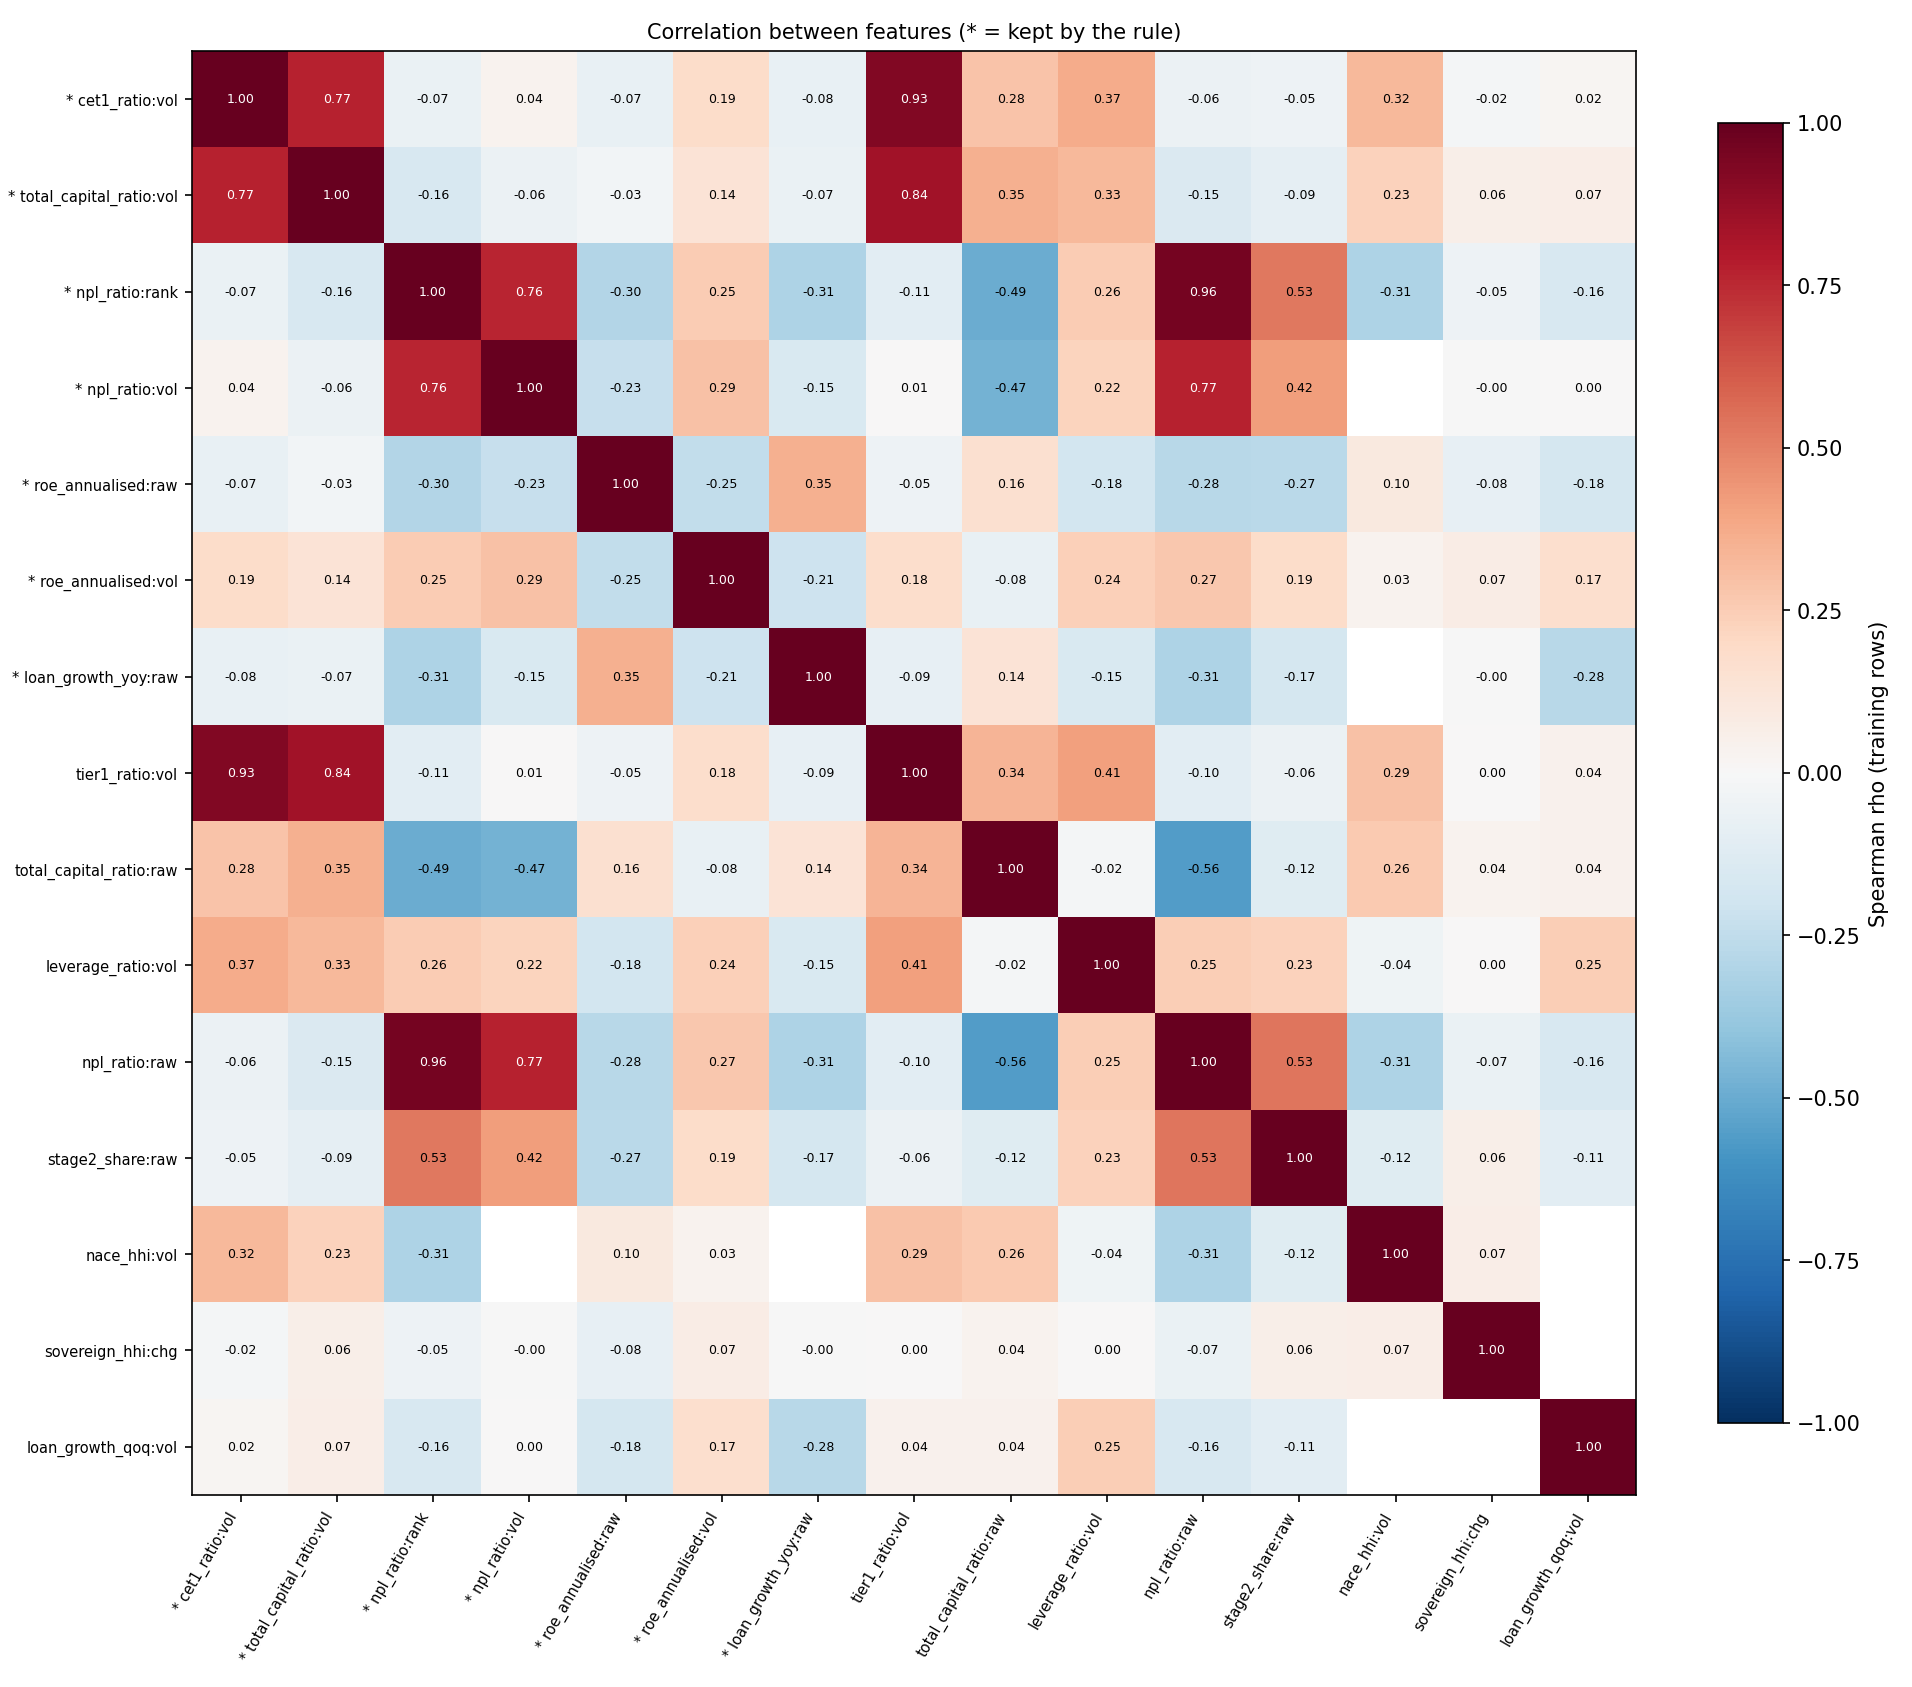 Correlation between features (* = kept by the rule)
* cet1_ratio:vol 1.00 0.77 -0.07 0.04 -0.07 0.19 -0.08 0.93 0.28 0.37 -0.06 -0.05 0.32 -0.02 0.02
* total_capital_ratio:vol 0.77 1.00 -0.16 -0.06 -0.03 0.14 -0.07 0.84 0.35 0.33 -0.15 -0.09 0.23 0.06 0.07
* npl_ratio:rank -0.07 -0.16 1.00 0.76 -0.30 0.25 -0.31 -0.11 -0.49 0.26 0.96 0.53 -0.31 -0.05 -0.16
* npl_ratio:vol 0.04 -0.06 0.76 1.00 -0.23 0.29 -0.15 0.01 -0.47 0.22 0.77 0.42 -0.00 0.00
* roe_annualised:raw -0.07 -0.03 -0.30 -0.23 1.00 -0.25 0.35 -0.05 0.16 -0.18 -0.28 -0.27 0.10 -0.08 -0.18
* roe_annualised:vol 0.19 0.14 0.25 0.29 -0.25 1.00 -0.21 0.18 -0.08 0.24 0.27 0.19 0.03 0.07 0.17
* loan_growth_yoy:raw -0.08 -0.07 -0.31 -0.15 0.35 -0.21 1.00 -0.09 0.14 -0.15 -0.31 -0.17 -0.00 -0.28
tier1_ratio:vol 0.93 0.84 -0.11 0.01 -0.05 0.18 -0.09 1.00 0.34 0.41 -0.10 -0.06 0.29 0.00 0.04
total_capital_ratio:raw 0.28 0.35 -0.49 -0.47 0.16 -0.08 0.14 0.34 1.00 -0.02 -0.56 -0.12 0.26 0.04 0.04
leverage_ratio:vol 0.37 0.33 0.26 0.22 -0.18 0.24 -0.15 0.41 -0.02 1.00 0.25 0.23 -0.04 0.00 0.25
npl_ratio:raw -0.06 -0.15 0.96 0.77 -0.28 0.27 -0.31 -0.10 -0.56 0.25 1.00 0.53 -0.31 -0.07 -0.16
stage2_share:raw -0.05 -0.09 0.53 0.42 -0.27 0.19 -0.17 -0.06 -0.12 0.23 0.53 1.00 -0.12 0.06 -0.11
nace_hhi:vol 0.32 0.23 -0.31 0.10 0.03 0.29 0.26 -0.04 -0.31 -0.12 1.00 0.07
sovereign_hhi:chg -0.02 0.06 -0.05 -0.00 -0.08 0.07 -0.00 0.00 0.04 0.00 -0.07 0.06 0.07 1.00
loan_growth_qoq:vol 0.02 0.07 -0.16 0.00 -0.18 0.17 -0.28 0.04 0.04 0.25 -0.16 -0.11 1.00
* cet1_ratio:vol
* total_capital_ratio:vol
* npl_ratio:rank
* npl_ratio:vol
* roe_annualised:raw
* roe_annualised:vol
* loan_growth_yoy:raw
tier1_ratio:vol
total_capital_ratio:raw
leverage_ratio:vol
npl_ratio:raw
stage2_share:raw
nace_hhi:vol
sovereign_hhi:chg
loan_growth_qoq:vol
1.00
0.75
0.50
0.25
0.00
−0.25
−0.50
−0.75
−1.00
Spearman rho (training rows)